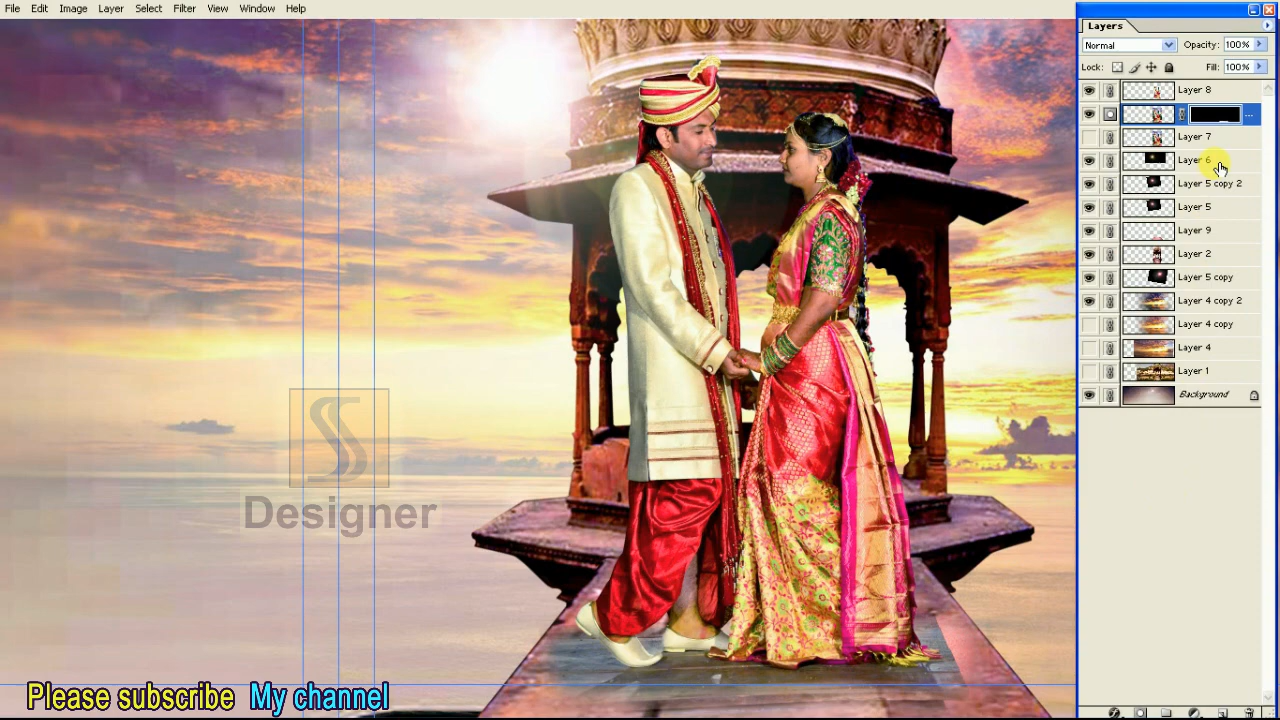 File Edit Image Layer Select Filter View Window Help
Layers
Normal Opacity: 100%
Lock: Fill: 100%
Layer 8
...
Layer 7
Layer 6
Layer 5 copy 2
Layer 5
Layer 9
Layer 2
Layer 5 copy
Layer 4 copy 2
Layer 4 copy
Layer 4
Layer 1
Background
S
Designer
Please subscribe My channel